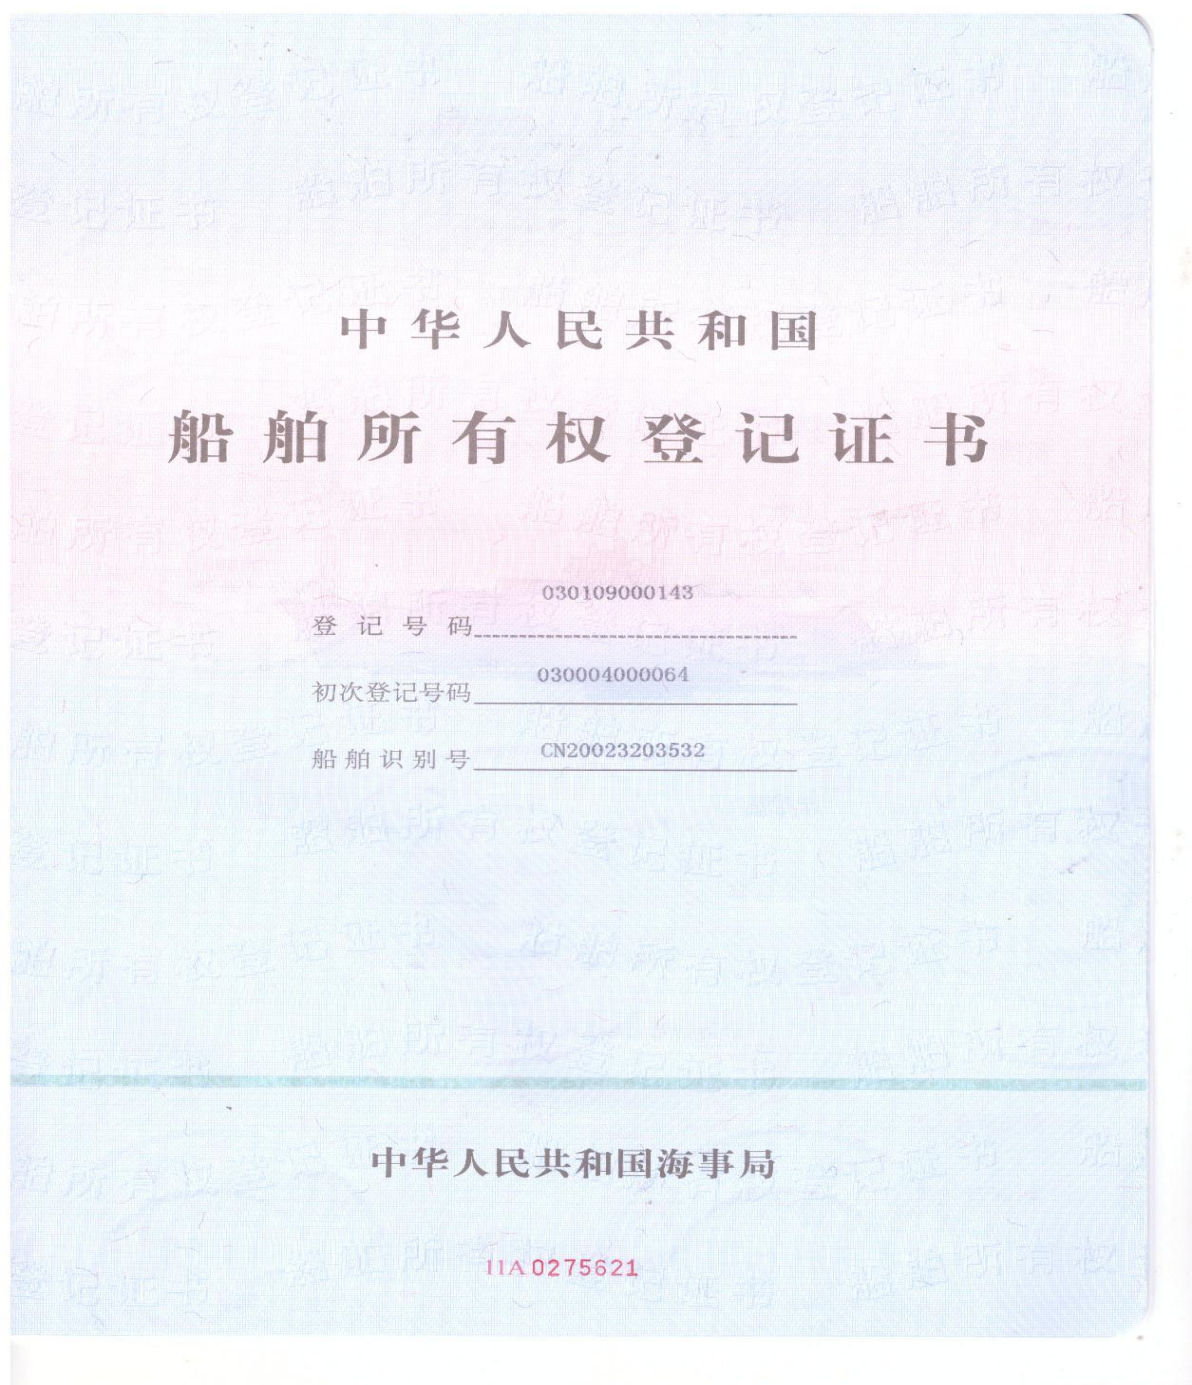 中华人民共和国
船舶所有权登记证书
030109000143
登记号码
030004000064
初次登记号码
CN20023203532
船舶识别号
中华人民共和国海事局
11A 0275621